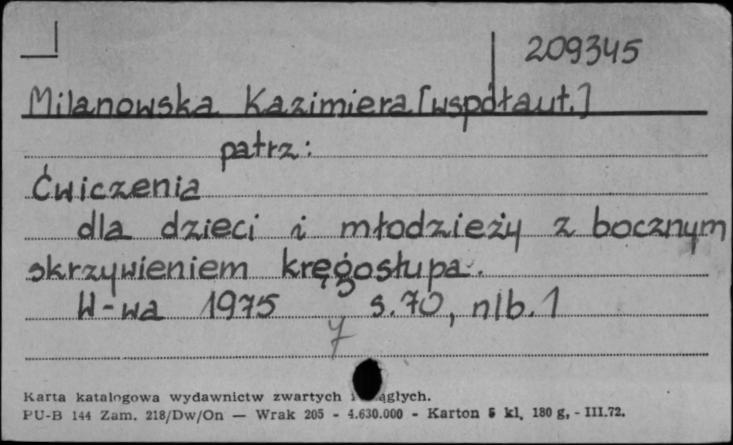 209345
Milanowska Kazimiera [współaut.]
patrz:
Ćwiczenia
dla dzieci i młodzieży z bocznym
skrzywieniem kręgosłupa.
W-wa 1975 s. 70, nlb. 1
7
Karta katalogowa wydawnictw zwartych
PU-B 144 Zam. 218/Dw/On — Wrak 205 - 4.630.000 - Karton 5 kl, 180 g, - III.72.